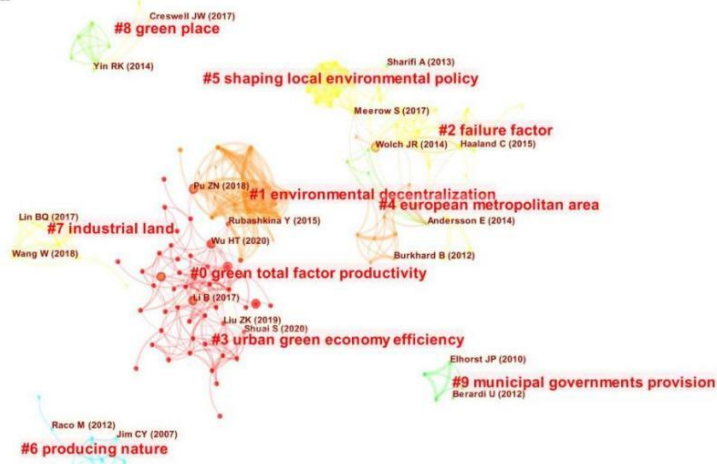 Creswell JW (2017)
#8 green place
Yin RK (2014)
Sharifi A (2013)
#5 shaping local environmental policy
Meerow S (2017)
#2 failure factor
Wolch JR (2014)
Haaland C (2015)
Pu ZN (2018)
#1 environmental decentralization
#4 european metropolitan area
Lin BQ (2017)
Rubashkina Y (2015)
Andersson E (2014)
#7 industrial land
Wu HT (2020)
Wang W (2018)
Burkhard B (2012)
#0 green total factor productivity
Li B (2017)
Liu ZK (2019)
Shuai S (2020)
#3 urban green economy efficiency
Elhorst JP (2010)
#9 municipal governments provision
Berardi U (2012)
Raco M (2012)
Jim CY (2007)
#6 producing nature